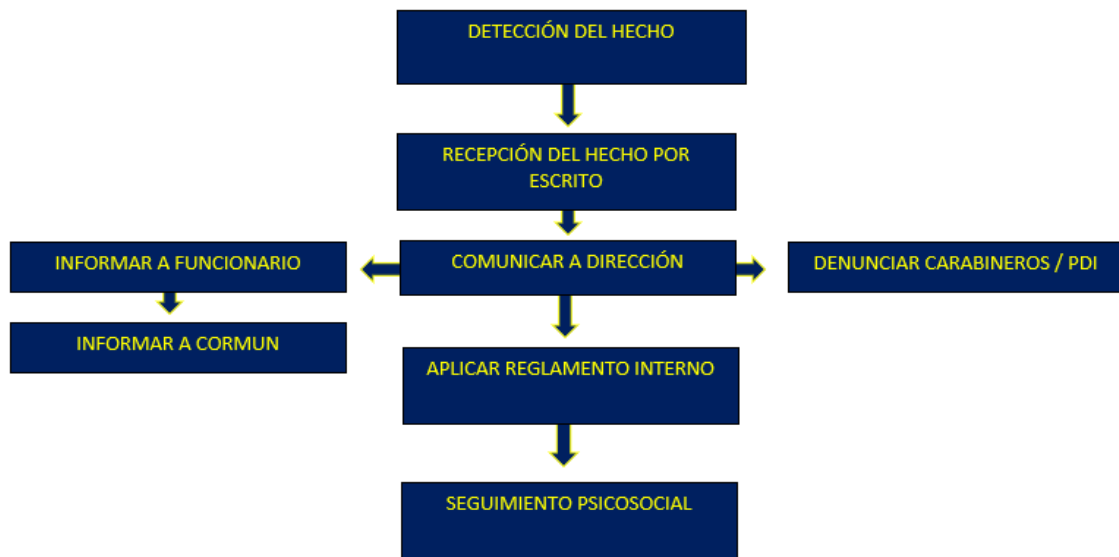 DETECCIÓN DEL HECHO
RECEPCIÓN DEL HECHO POR
ESCRITO
INFORMAR A FUNCIONARIO
COMUNICAR A DIRECCIÓN
DENUNCIAR CARABINEROS / PDI
INFORMAR A CORMUN
APLICAR REGLAMENTO INTERNO
SEGUIMIENTO PSICOSOCIAL